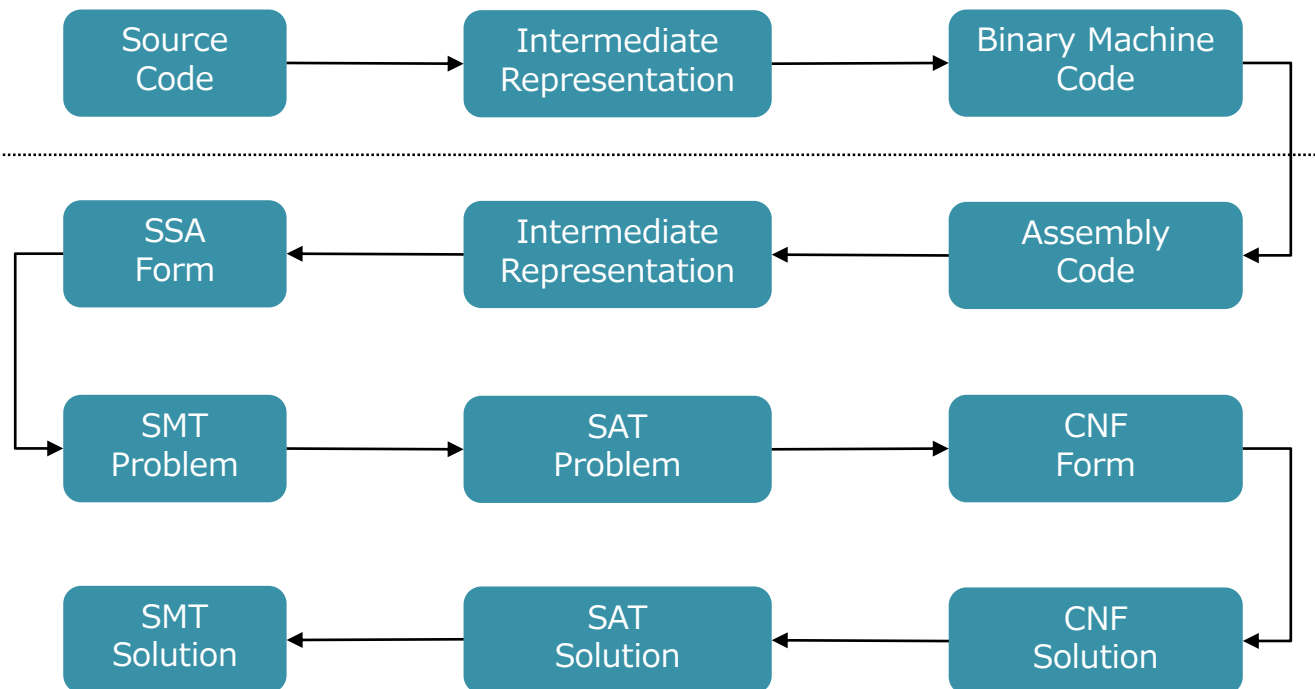 Source
Code
Intermediate
Representation
Binary Machine
Code
SSA
Form
Intermediate
Representation
Assembly
Code
SMT
Problem
SAT
Problem
CNF
Form
SMT
Solution
SAT
Solution
CNF
Solution